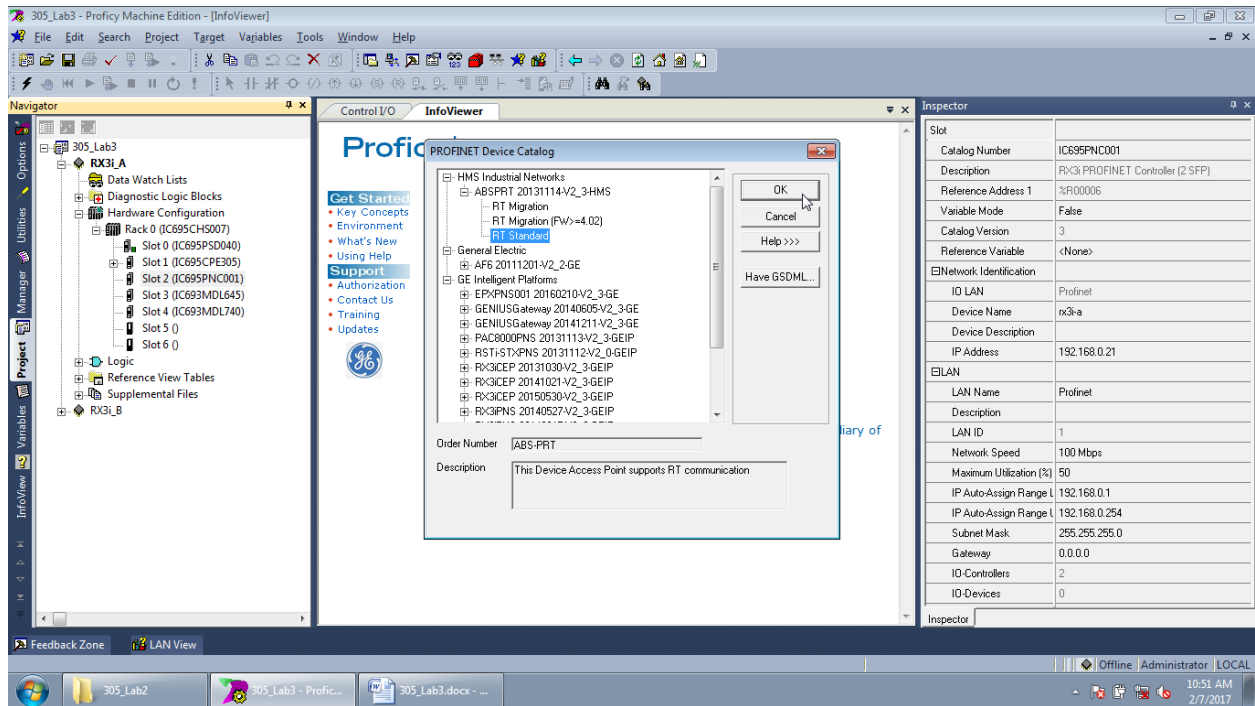 305_Lab3 - Proficy Machine Edition - [InfoViewer]
File Edit Search Project Target Variables Tools Window Help
Navigator
Options
Utilities
Manager
Project
Variables
InfoView
305_Lab3
RX3i_A
Data Watch Lists
Diagnostic Logic Blocks
Hardware Configuration
Rack 0 (IC695CHS007)
Slot 0 (IC695PSD040)
Slot 1 (IC695CPE305)
Slot 2 (IC695PNC001)
Slot 3 (IC693MDL645)
Slot 4 (IC693MDL740)
Slot 5 ()
Slot 6 ()
Logic
Reference View Tables
Supplemental Files
RX3i_B
Control I/O InfoViewer
Get Started
Key Concepts
Environment
What's New
Using Help
Support
Authorization
Contact Us
Training
Updates
diary of
PROFINET Device Catalog
HMS Industrial Networks
ABSPRT 20131114-V2_3-HMS
RT Migration
RT Migration (FW>=4.02)
RT Standard
General Electric
AF6 20111201-V2_2-GE
GE Intelligent Platforms
EPXPNS001 20160210-V2_3-GE
GENIUSGateway 20140605-V2_3-GE
GENIUSGateway 20141211-V2_3-GE
PAC8000PNS 20131113-V2_3-GEIP
RSTi-STXPNS 20131112-V2_0-GEIP
RX3iCEP 20131030-V2_3-GEIP
RX3iCEP 20141021-V2_3-GEIP
RX3iCEP 20150530-V2_3-GEIP
RX3iPNS 20140527-V2_3-GEIP
OK
Cancel
Help >>>
Have GSDML...
Order Number ABS-PRT
Description This Device Access Point supports RT communication
Inspector
Slot
Catalog Number IC695PNC001
Description RX3i PROFINET Controller (2 SFP)
Reference Address 1 %R00006
Variable Mode False
Catalog Version 3
Reference Variable <None>
Network Identification
IO LAN Profinet
Device Name rx3i-a
Device Description
IP Address 192.168.0.21
LAN
LAN Name Profinet
Description
LAN ID 1
Network Speed 100 Mbps
Maximum Utilization (%) 50
IP Auto-Assign Range L 192.168.0.1
IP Auto-Assign Range U 192.168.0.254
Subnet Mask 255.255.255.0
Gateway 0.0.0.0
IO-Controllers 2
IO-Devices 0
Inspector
Feedback Zone LAN View
Offline Administrator LOCAL
305_Lab2 305_Lab3 - Profic... 305_Lab3.docx - ...
10:51 AM
2/7/2017